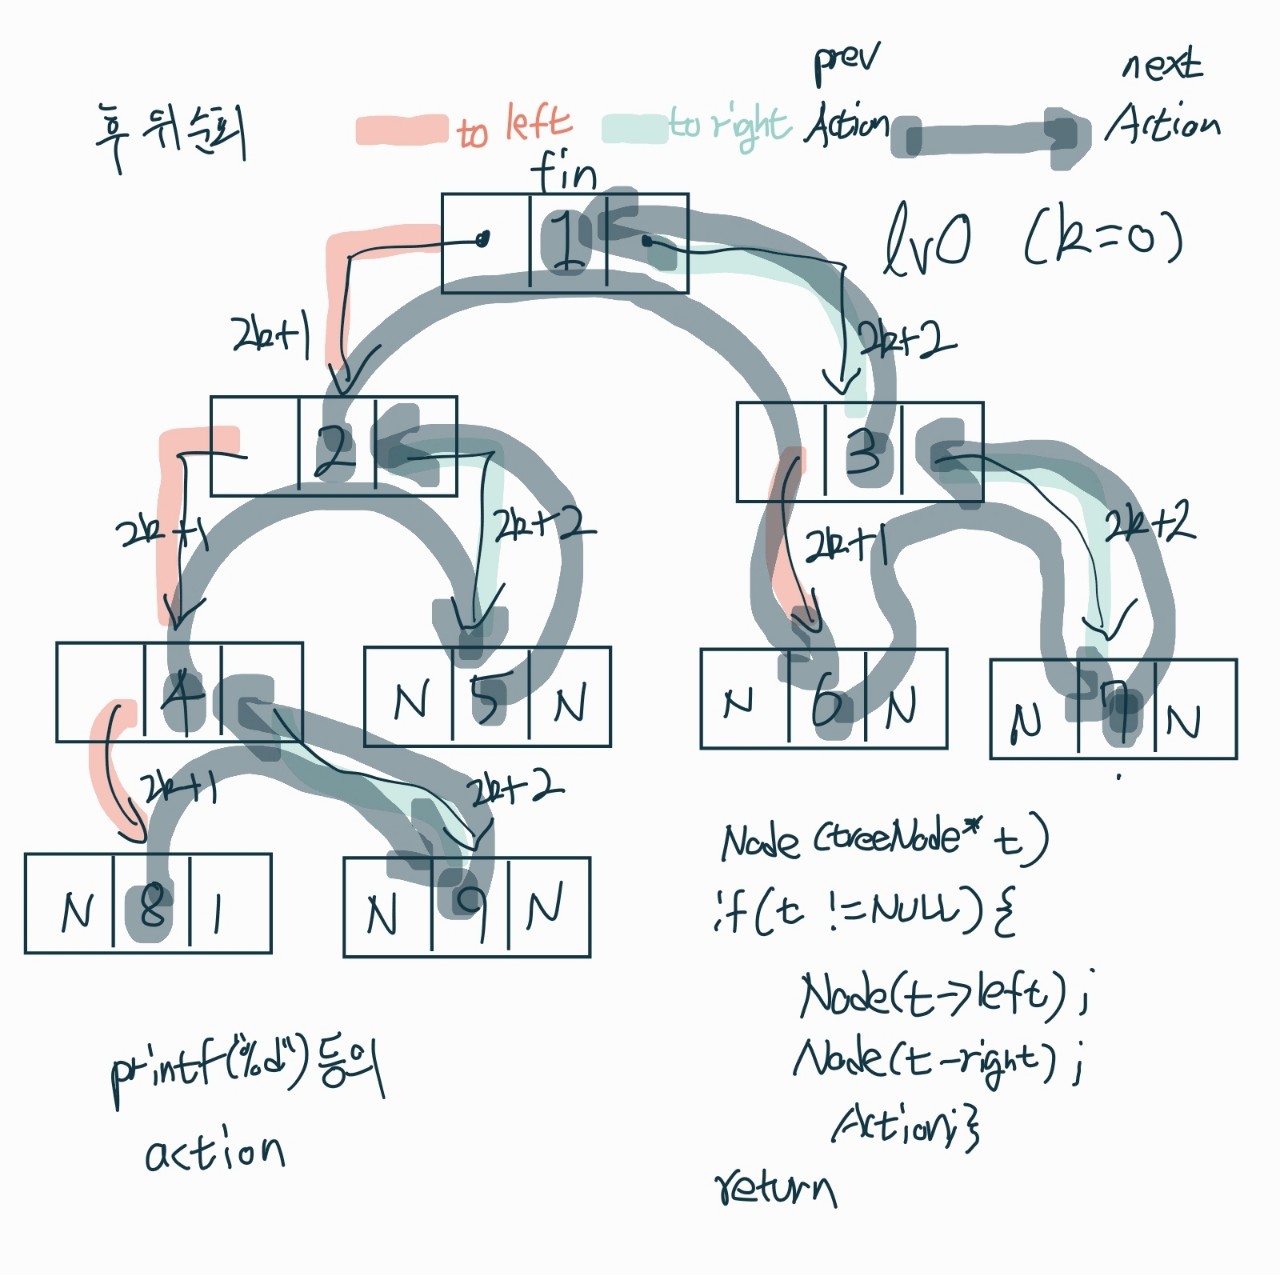 후위순회
to left
to right
prev
Action
next
Action
fin
1
lv0 (k=0)
2k+1
2k+2
2
3
2k+1
2k+2
2k+1
2k+2
4
N 5 N
N 6 N
N 7 N
2k+1
2k+2
N 8 1
N 9 N
Node (treeNode* t)
if(t !=NULL) {
Node(t->left);
Node(t-right);
Action;}
return
printf("%d")등의
action